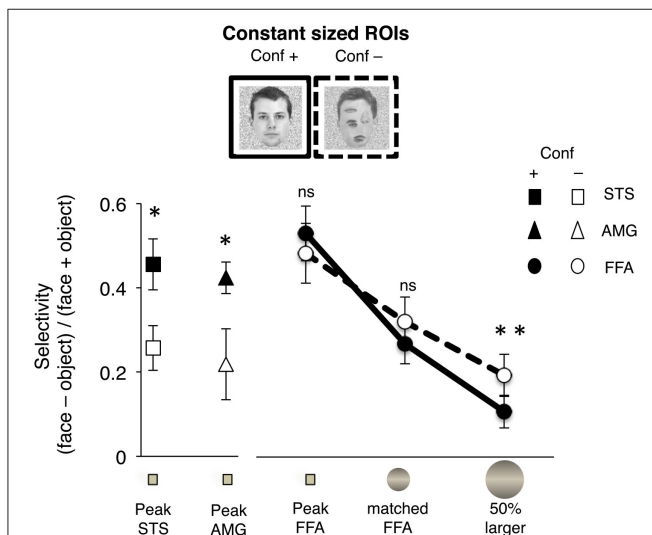 Constant sized ROIs
Conf + Conf –
Conf
+ –
STS
AMG
FFA
Selectivity
(face – object) / (face + object)
0.6
0.4
0.2
0
*
*
ns
ns
* *
Peak
STS
Peak
AMG
Peak
FFA
matched
FFA
50%
larger